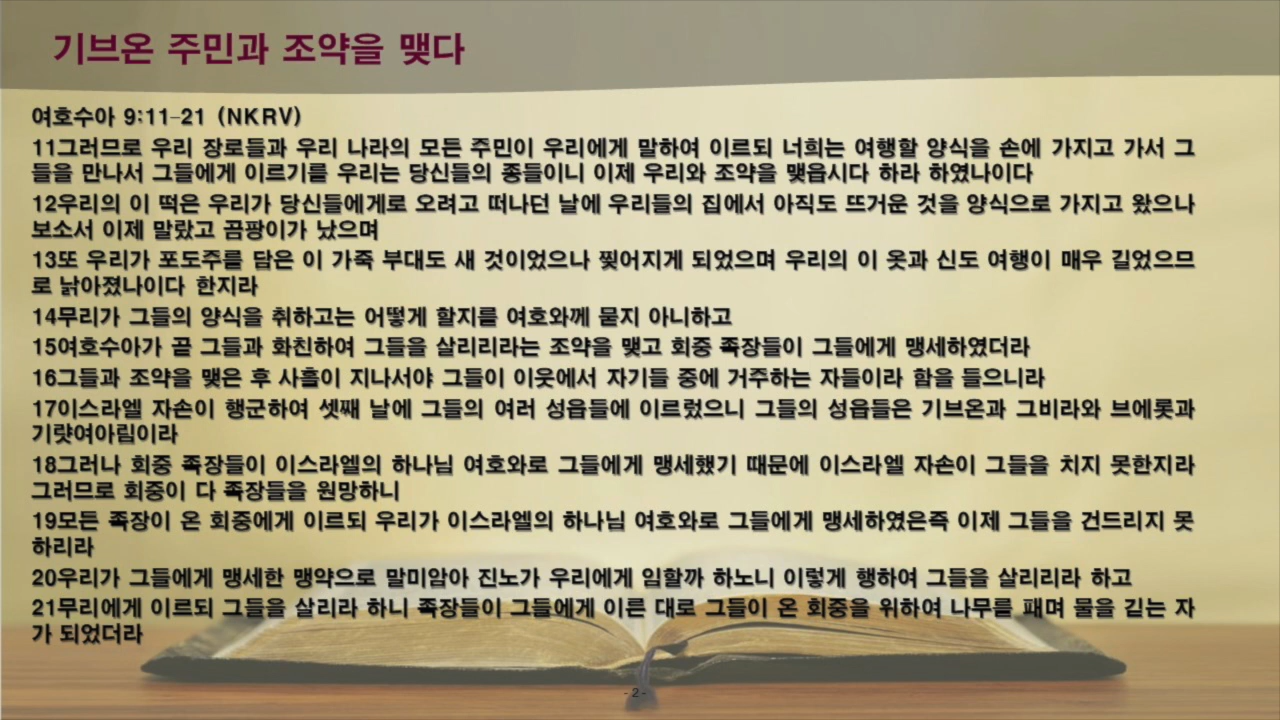 기브온 주민과 조약을 맺다
여호수아 9:11-21 (NKRV)
11그러므로 우리 장로들과 우리 나라의 모든 주민이 우리에게 말하여 이르되 너희는 여행할 양식을 손에 가지고 가서 그
들을 만나서 그들에게 이르기를 우리는 당신들의 종들이니 이제 우리와 조약을 맺읍시다 하라 하였나이다
12우리의 이 떡은 우리가 당신들에게로 오려고 떠나던 날에 우리들의 집에서 아직도 뜨거운 것을 양식으로 가지고 왔으나
보소서 이제 말랐고 곰팡이가 났으며
13또 우리가 포도주를 담은 이 가죽 부대도 새 것이었으나 찢어지게 되었으며 우리의 이 옷과 신도 여행이 매우 길었으므
로 낡아졌나이다 한지라
14무리가 그들의 양식을 취하고는 어떻게 할지를 여호와께 묻지 아니하고
15여호수아가 곧 그들과 화친하여 그들을 살리리라는 조약을 맺고 회중 족장들이 그들에게 맹세하였더라
16그들과 조약을 맺은 후 사흘이 지나서야 그들이 이웃에서 자기들 중에 거주하는 자들이라 함을 들으니라
17이스라엘 자손이 행군하여 셋째 날에 그들의 여러 성읍들에 이르렀으니 그들의 성읍들은 기브온과 그비라와 브에롯과
기럇여아림이라
18그러나 회중 족장들이 이스라엘의 하나님 여호와로 그들에게 맹세했기 때문에 이스라엘 자손이 그들을 치지 못한지라
그러므로 회중이 다 족장들을 원망하니
19모든 족장이 온 회중에게 이르되 우리가 이스라엘의 하나님 여호와로 그들에게 맹세하였은즉 이제 그들을 건드리지 못
하리라
20우리가 그들에게 맹세한 맹약으로 말미암아 진노가 우리에게 임할까 하노니 이렇게 행하여 그들을 살리리라 하고
21무리에게 이르되 그들을 살리라 하니 족장들이 그들에게 이른 대로 그들이 온 회중을 위하여 나무를 패며 물을 긷는 자
가 되었더라
- 2 -